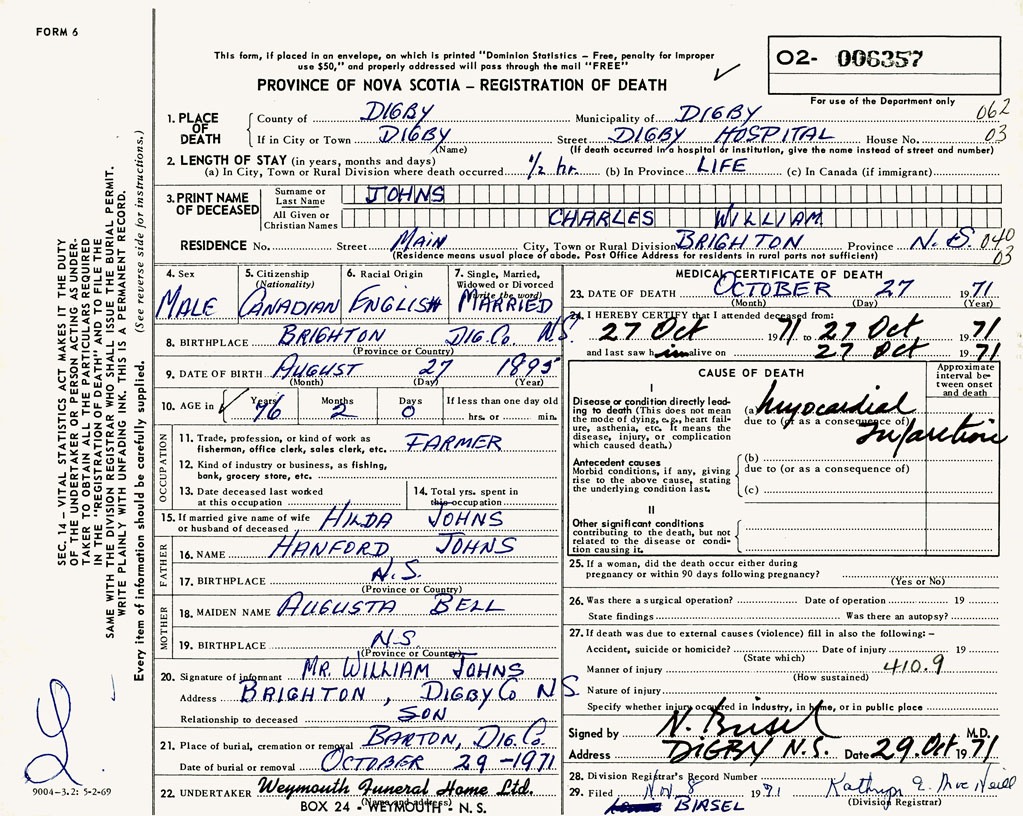 FORM 6
This form, if placed in an envelope, on which is printed "Dominion Statistics – Free, penalty for improper
use $50," and properly addressed will pass through the mail "FREE"
O2- 006357
PROVINCE OF NOVA SCOTIA – REGISTRATION OF DEATH
For use of the Department only
1. PLACE OF DEATH County of DIGBY Municipality of DIGBY 062
If in City or Town DIGBY Street DIGBY HOSPITAL House No. 03
(Name) (If death occurred in a hospital or institution, give the name instead of street and number)
2. LENGTH OF STAY (in years, months and days)
(a) In City, Town or Rural Division where death occurred 1/2 hr. (b) In Province LIFE (c) In Canada (if immigrant)
3. PRINT NAME OF DECEASED Surname or Last Name JOHNS
All Given or Christian Names CHARLES WILLIAM
RESIDENCE No. Street MAIN City, Town or Rural Division BRIGHTON Province N.S. 040
(Residence means usual place of abode. Post Office Address for residents in rural parts not sufficient) 03
4. Sex MALE
5. Citizenship (Nationality) CANADIAN
6. Racial Origin ENGLISH
7. Single, Married, Widowed or Divorced (Write the word) MARRIED
8. BIRTHPLACE BRIGHTON DIG. Co. N.S.
(Province or Country)
9. DATE OF BIRTH AUGUST 27 1895
(Month) (Day) (Year)
10. AGE in Years 76 Months 2 Days 0 If less than one day old
hrs. or min.
OCCUPATION
11. Trade, profession, or kind of work as fisherman, office clerk, sales clerk, etc. FARMER
12. Kind of industry or business, as fishing, bank, grocery store, etc.
13. Date deceased last worked at this occupation
14. Total yrs. spent in this occupation
15. If married give name of wife or husband of deceased HILDA JOHNS
FATHER
16. NAME HANFORD JOHNS
17. BIRTHPLACE N.S.
(Province or Country)
MOTHER
18. MAIDEN NAME AUGUSTA BELL
19. BIRTHPLACE N.S.
(Province or Country)
20. Signature of informant MR. WILLIAM JOHNS
Address BRIGHTON, DIGBY Co N.S.
Relationship to deceased SON
21. Place of burial, cremation or removal BARTON, DIG. Co.
Date of burial or removal OCTOBER 29 - 1971
22. UNDERTAKER Weymouth Funeral Home Ltd.
(Name and address)
BOX 24 • WEYMOUTH • N.S.
MEDICAL CERTIFICATE OF DEATH
23. DATE OF DEATH OCTOBER 27 1971
(Month) (Day) (Year)
24. I HEREBY CERTIFY that I attended deceased from:
27 Oct 1971 to 27 Oct 1971
and last saw him alive on 27 Oct 1971
CAUSE OF DEATH
Approximate interval between onset and death
I
Disease or condition directly leading to death (This does not mean the mode of dying, e.g., heart failure, asthenia, etc. It means the disease, injury, or complication which caused death.)
(a) Myocardial
due to (or as a consequence of)
Infarction
Antecedent causes
Morbid conditions, if any, giving rise to the above cause, stating the underlying condition last.
(b)
due to (or as a consequence of)
(c)
II
Other significant conditions contributing to the death, but not related to the disease or condition causing it.
25. If a woman, did the death occur either during pregnancy or within 90 days following pregnancy?
(Yes or No)
26. Was there a surgical operation? Date of operation 19
State findings Was there an autopsy?
27. If death was due to external causes (violence) fill in also the following: –
Accident, suicide or homicide? Date of injury 19
(State which)
Manner of injury 410.9
(How sustained)
Nature of injury
Specify whether injury occurred in industry, in home, or in public place
Signed by N. Birsel M.D.
Address DIGBY N.S. Date 29. Oct 1971
28. Division Registrar's Record Number
29. Filed Nov 8 1971 Kathryn E. MacNeill
BIRSEL (Division Registrar)
SEC. 14 – VITAL STATISTICS ACT MAKES IT THE DUTY
OF THE UNDERTAKER OR PERSON ACTING AS UNDER-
TAKER TO OBTAIN ALL THE PARTICULARS REQUIRED
IN THE "REGISTRATION OF DEATH" AND TO FILE THE
SAME WITH THE DIVISION REGISTRAR WHO SHALL ISSUE THE BURIAL PERMIT.
WRITE PLAINLY WITH UNFADING INK. THIS IS A PERMANENT RECORD.
Every item of information should be carefully supplied. (See reverse side for instructions.)
9004-3.2: 5-2-69